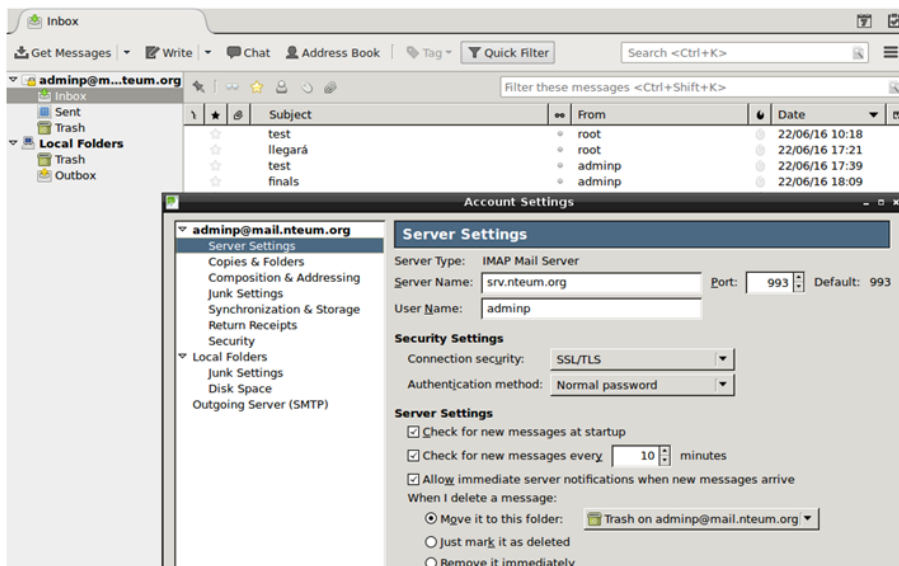 Inbox
Get Messages Write Chat Address Book Tag Quick Filter Search <Ctrl+K>
adminp@m...teum.org Filter these messages <Ctrl+Shift+K>
Inbox
Sent
Trash
Local Folders
Trash
Outbox
Subject From Date
test root 22/06/16 10:18
llegará root 22/06/16 17:21
test adminp 22/06/16 17:39
finals adminp 22/06/16 18:09
Account Settings
adminp@mail.nteum.org
Server Settings
Copies & Folders
Composition & Addressing
Junk Settings
Synchronization & Storage
Return Receipts
Security
Local Folders
Junk Settings
Disk Space
Outgoing Server (SMTP)
Server Settings
Server Type: IMAP Mail Server
Server Name: srv.nteum.org Port: 993 Default: 993
User Name: adminp
Security Settings
Connection security: SSL/TLS
Authentication method: Normal password
Server Settings
Check for new messages at startup
Check for new messages every 10 minutes
Allow immediate server notifications when new messages arrive
When I delete a message:
Move it to this folder: Trash on adminp@mail.nteum.org
Just mark it as deleted
Remove it immediately